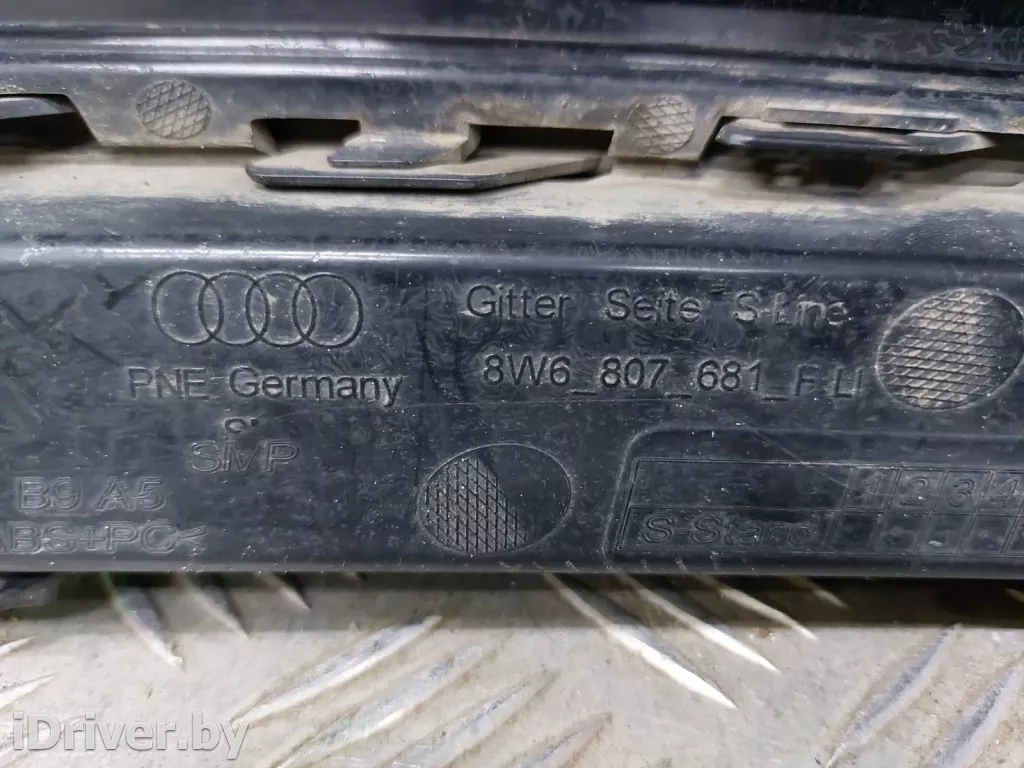 Gitter Seite S-Line
8W6_807_681_F LI
PNE Germany
SMP
B9 A5
ABS+PC<
1 2 3 4
S-Stand
iDriver.by